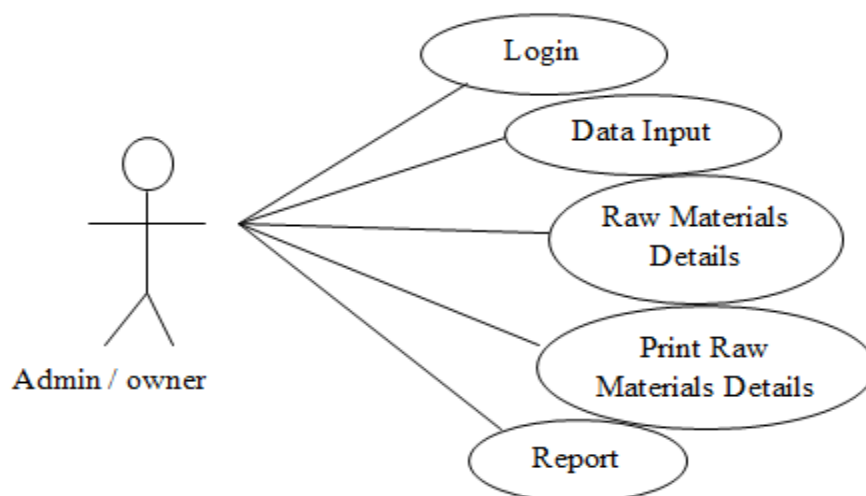 Login
Data Input
Raw Materials
Details
Print Raw
Materials Details
Report
Admin / owner